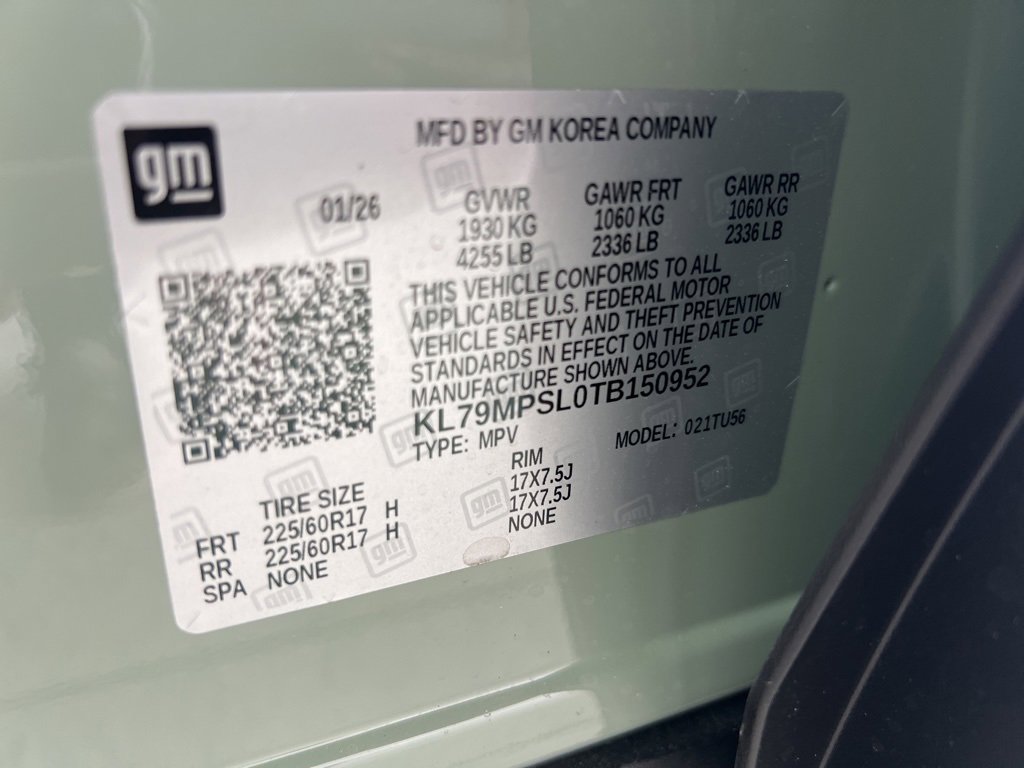 gm
MFD BY GM KOREA COMPANY
01/26
GVWR GAWR FRT GAWR RR
1930 KG 1060 KG 1060 KG
4255 LB 2336 LB 2336 LB
THIS VEHICLE CONFORMS TO ALL
APPLICABLE U.S. FEDERAL MOTOR
VEHICLE SAFETY AND THEFT PREVENTION
STANDARDS IN EFFECT ON THE DATE OF
MANUFACTURE SHOWN ABOVE.
KL79MPSL0TB150952
TYPE: MPV MODEL: 021TU56
TIRE SIZE RIM
FRT 225/60R17 H 17X7.5J
RR 225/60R17 H 17X7.5J
SPA NONE NONE